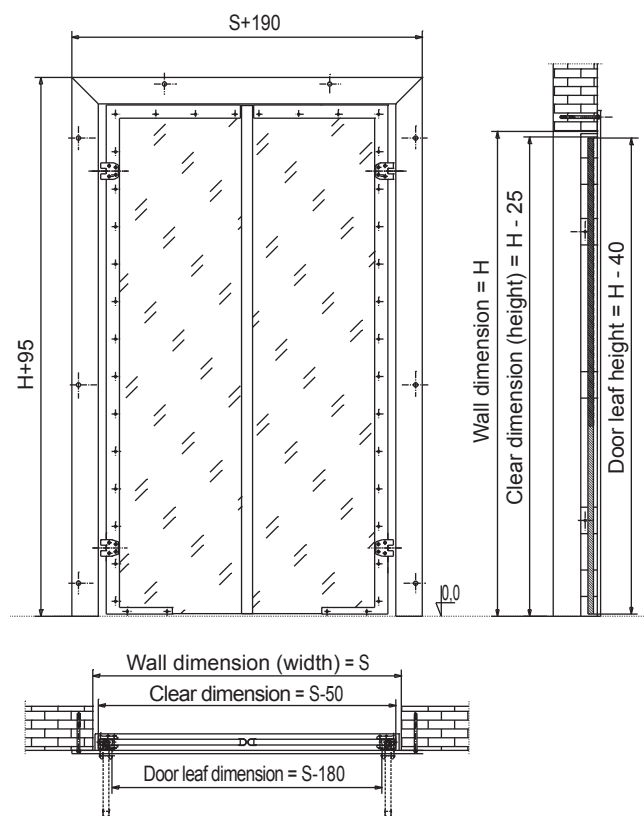 S+190
H+95
Wall dimension = H
Clear dimension (height) = H - 25
Door leaf height = H - 40
0,0
Wall dimension (width) = S
Clear dimension = S-50
Door leaf dimension = S-180